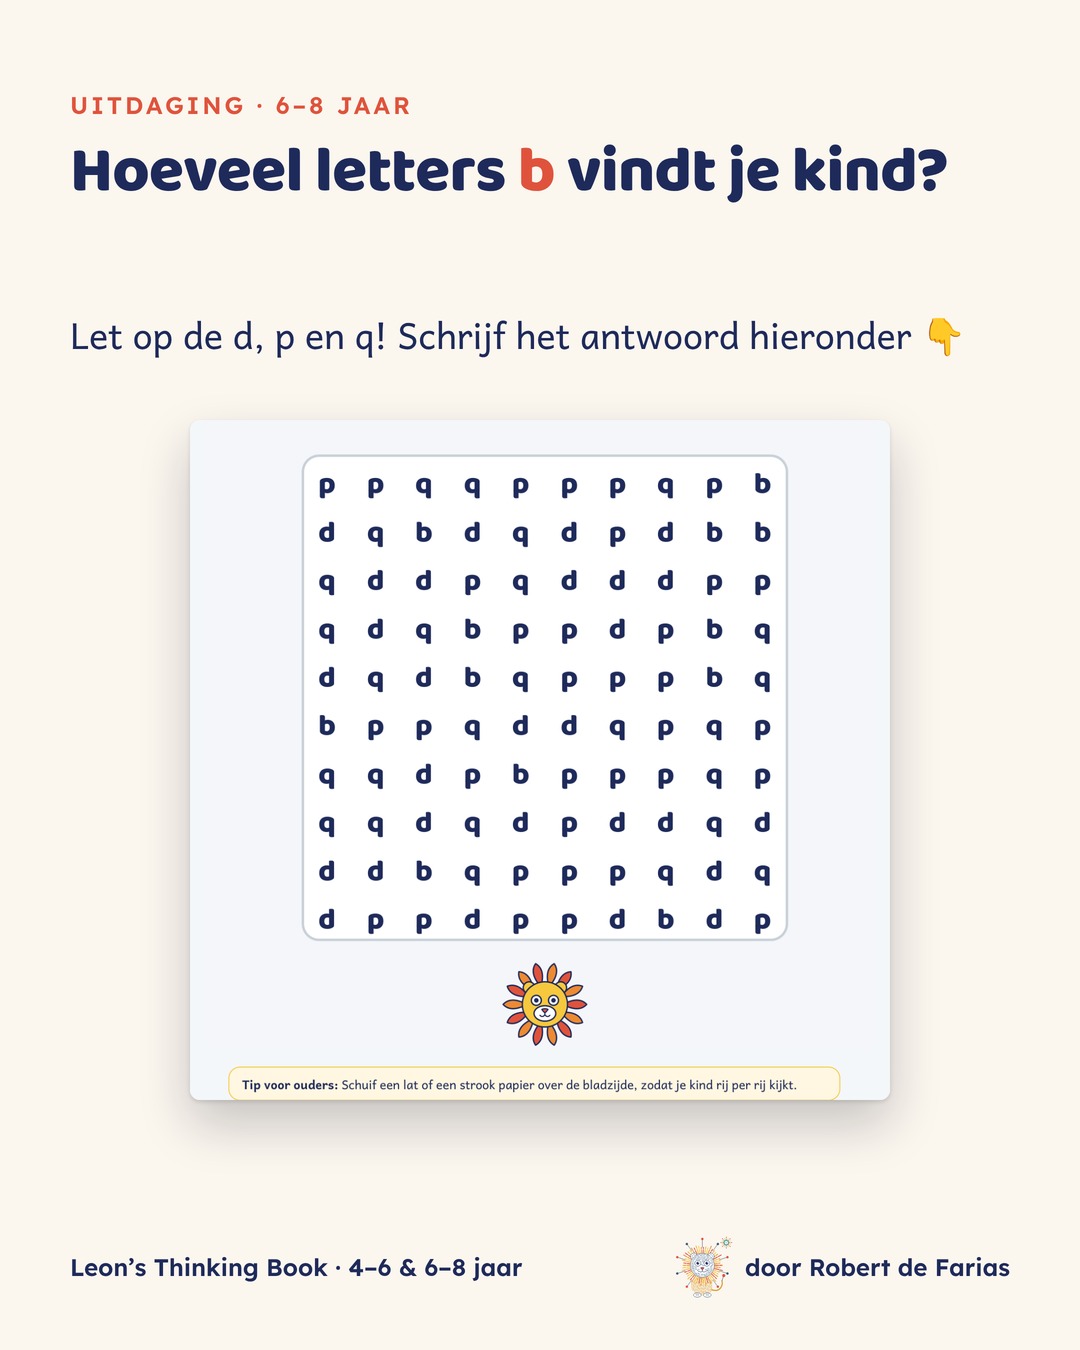 UITDAGING · 6–8 JAAR
Hoeveel letters b vindt je kind?
Let op de d, p en q! Schrijf het antwoord hieronder 👇
p p q q p p p q p b
d q b d q d p d b b
q d d p q d d d p p
q d q b p p d p b q
d q d b q p p p b q
b p p q d d q p q p
q q d p b p p p q p
q q d q d p d d q d
d d b q p p p q d q
d p p d p p d b d p
Tip voor ouders: Schuif een lat of een strook papier over de bladzijde, zodat je kind rij per rij kijkt.
Leon’s Thinking Book · 4–6 & 6–8 jaar
door Robert de Farias